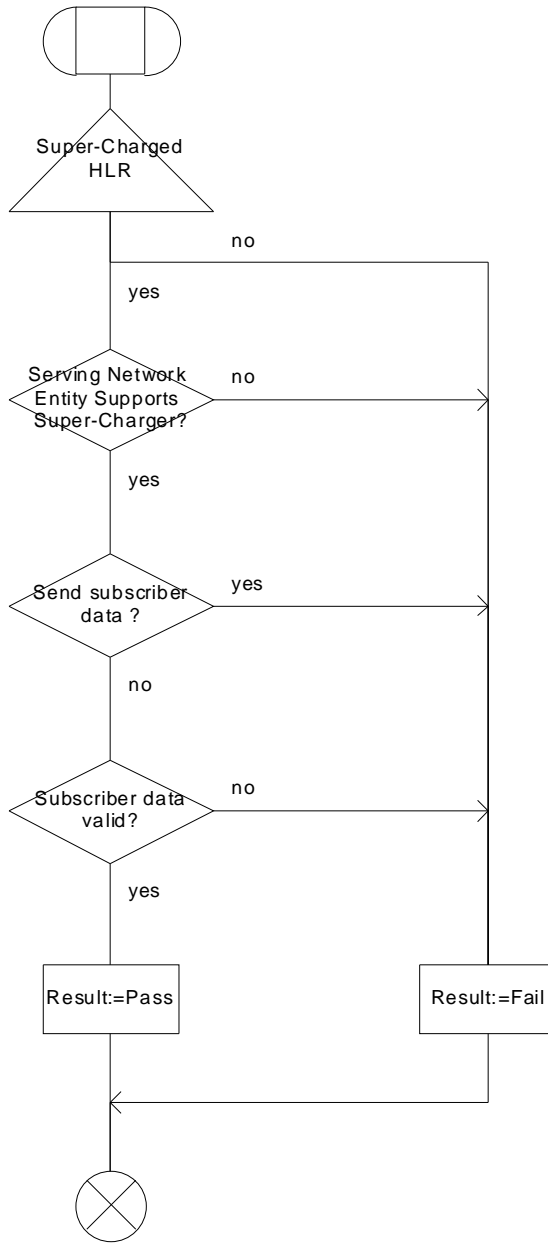 Super-Charged
HLR
no
yes
Serving Network
Entity Supports
Super-Charger?
no
yes
Send subscriber
data ?
yes
no
Subscriber data
valid?
no
yes
Result:=Pass
Result:=Fail